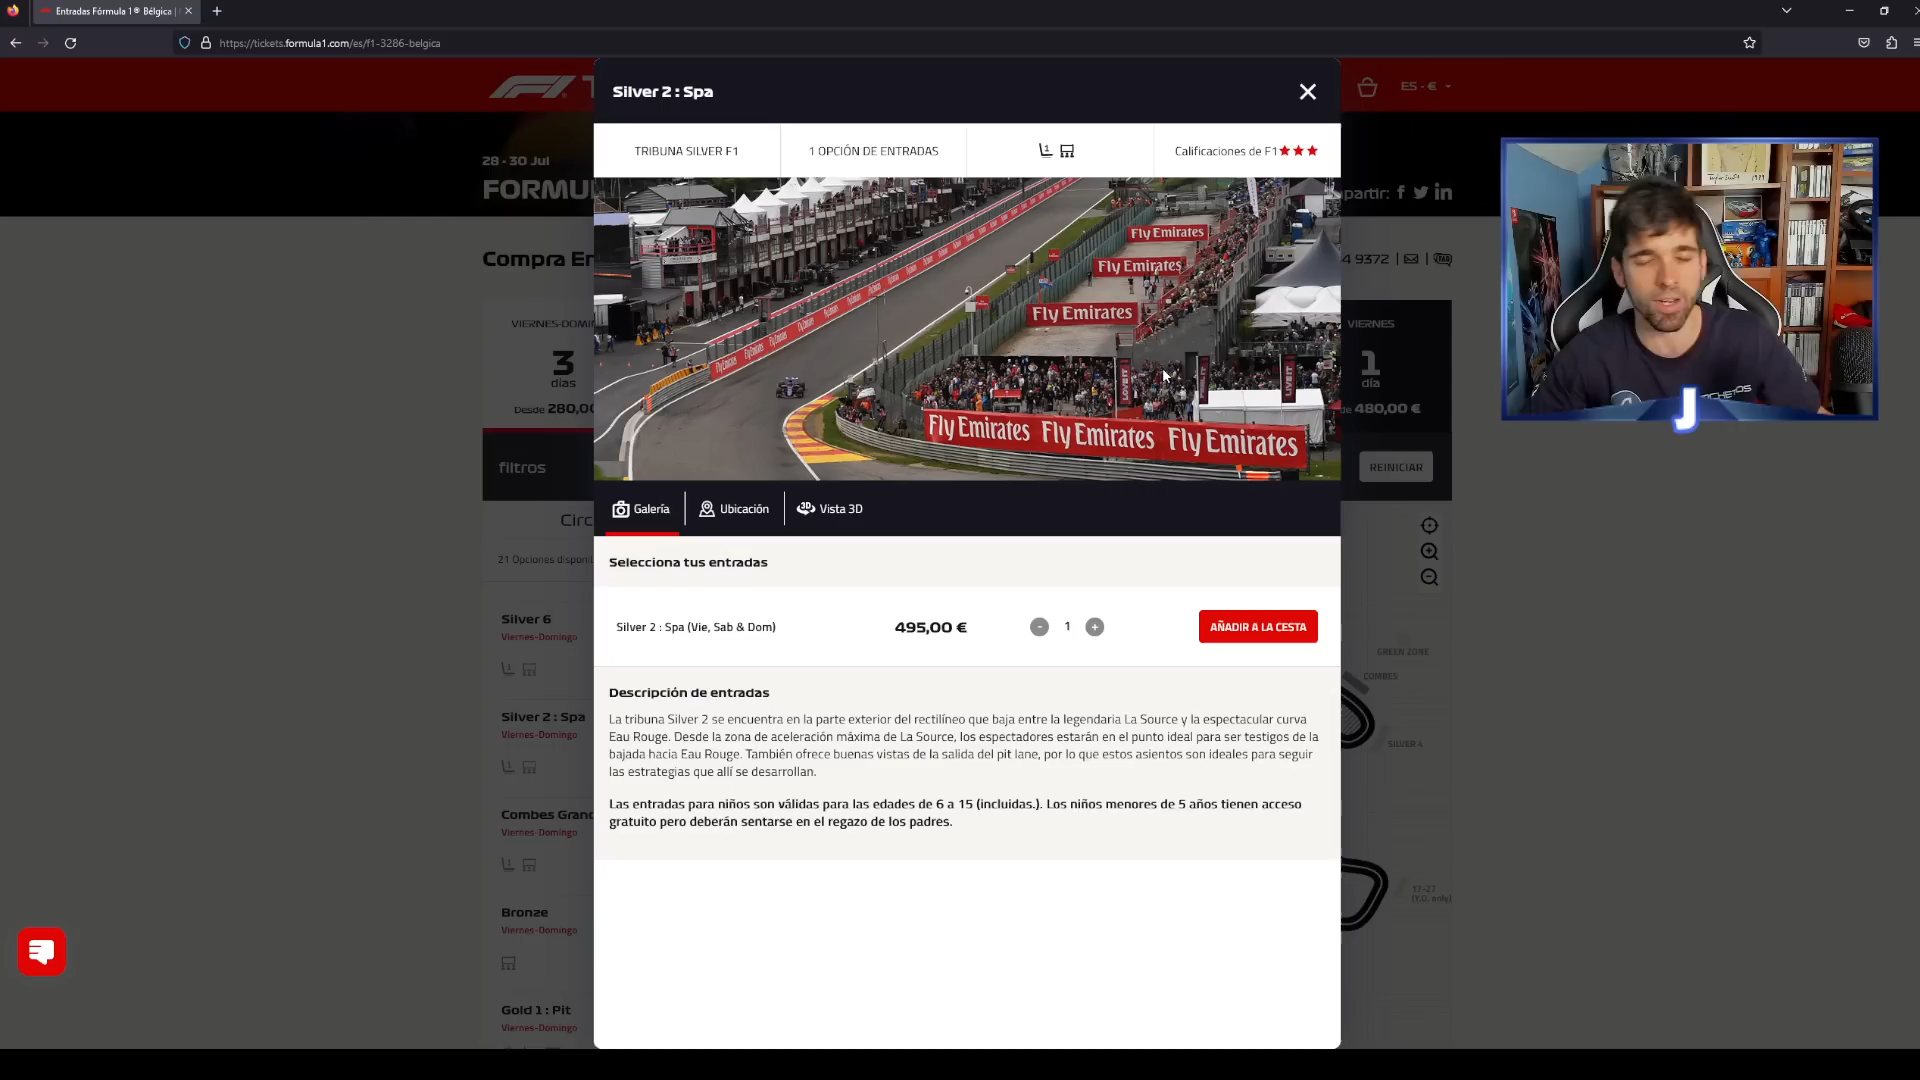 Entradas Fórmula 1® Bélgica |
https://tickets.formula1.com/es/f1-3286-belgica
Silver 2 : Spa
ES - €
TRIBUNA SILVER F1
1 OPCIÓN DE ENTRADAS
Calificaciones de F1
28 - 30 Jul
FORMU
partir:
Compra En
4 9372
VIERNES-DOMIN
3
días
Desde 280,0
VIERNES
1
día
de 480,00 €
Fly Emirates
Fly Emirates
Fly Emirates
Fly Emirates Fly Emirates Fly Emirates
filtros
REINICIAR
Galería
Ubicación
Vista 3D
Circ
21 Opciones disponi
Selecciona tus entradas
Silver 2 : Spa (Vie, Sab & Dom)
495,00 €
- 1 +
AÑADIR A LA CESTA
Silver 6
Viernes-Domingo
Silver 2 : Spa
Viernes-Domingo
Combes Gran
Viernes-Domingo
Bronze
Viernes-Domingo
Gold 1 : Pit
Viernes-Domingo
Descripción de entradas
La tribuna Silver 2 se encuentra en la parte exterior del rectilíneo que baja entre la legendaria La Source y la espectacular curva
Eau Rouge. Desde la zona de aceleración máxima de La Source, los espectadores estarán en el punto ideal para ser testigos de la
bajada hacia Eau Rouge. También ofrece buenas vistas de la salida del pit lane, por lo que estos asientos son ideales para seguir
las estrategias que allí se desarrollan.
Las entradas para niños son válidas para las edades de 6 a 15 (incluidas.). Los niños menores de 5 años tienen acceso
gratuito pero deberán sentarse en el regazo de los padres.
GREEN ZONE
COMBES
SILVER 4
17-27
(Y.D. only)
J